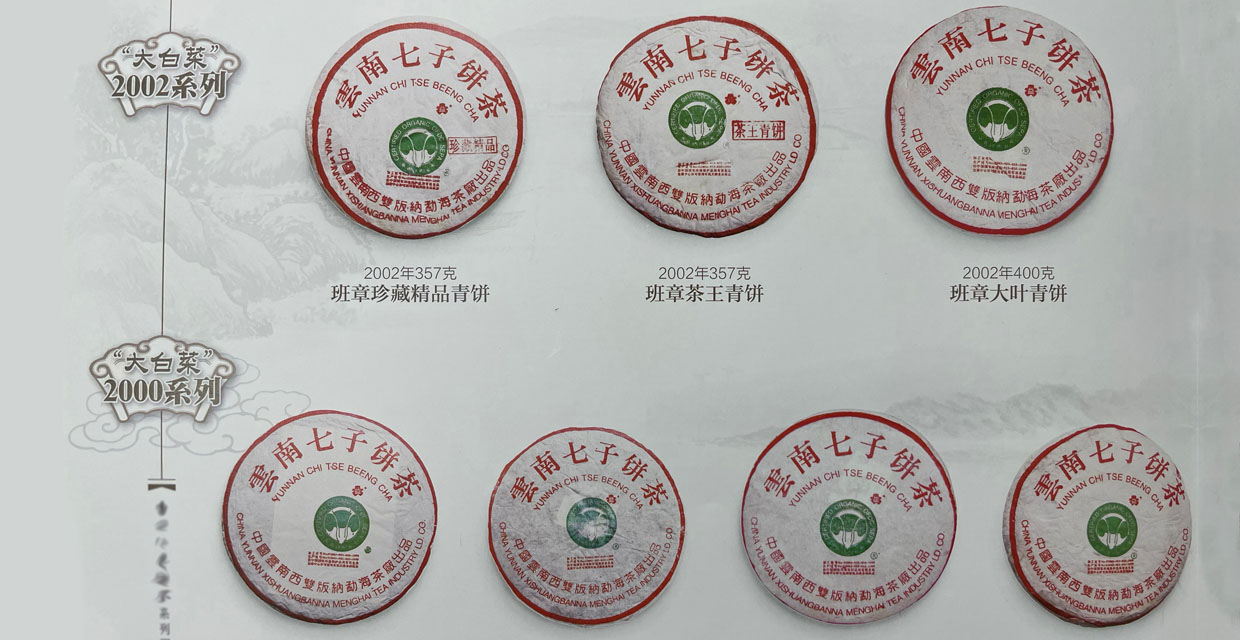 “大白菜”
2002系列
雲南七子饼茶
YUNNAN CHI TSE BEENG CHA
珍藏精品
中國雲南西雙版納勐海茶廠出品
CHINA YUNNAN XISHUANGBANNA MENGHAI TEA INDUSTRY LD CO
2002年357克
班章珍藏精品青饼
雲南七子饼茶
YUNNAN CHI TSE BEENG CHA
茶王青饼
中國雲南西雙版納勐海茶廠出品
CHINA YUNNAN XISHUANGBANNA MENGHAI TEA INDUSTRY LD CO
2002年357克
班章茶王青饼
雲南七子饼茶
YUNNAN CHI TSE BEENG CHA
CERTIFIED ORGANIC
中國雲南西雙版納勐海茶廠出品
CHINA YUNNAN XISHUANGBANNA MENGHAI TEA
2002年400克
班章大叶青饼
“大白菜”
2000系列
雲南七子饼茶
YUNNAN CHI TSE BEENG CHA
中國雲南西雙版納勐海茶廠出品
CHINA YUNNAN XISHUANGBANNA MENGHAI TEA INDUSTRY LD CO
雲南七子饼茶
YUNNAN CHI TSE BEENG CHA
中國雲南西雙版納勐海茶廠出品
CHINA YUNNAN XISHUANGBANNA MENGHAI TEA INDUSTRY LD CO
雲南七子饼茶
YUNNAN CHI TSE BEENG CHA
中國雲南西雙版納勐海茶廠出品
CHINA YUNNAN XISHUANGBANNA MENGHAI TEA INDUSTRY LD CO
雲南七子饼茶
YUNNAN CHI TSE BEENG CHA
中國雲南西雙版納勐海茶廠出品
CHINA YUNNAN XISHUANGBANNA MENGHAI TEA INDUSTRY LD CO
系列